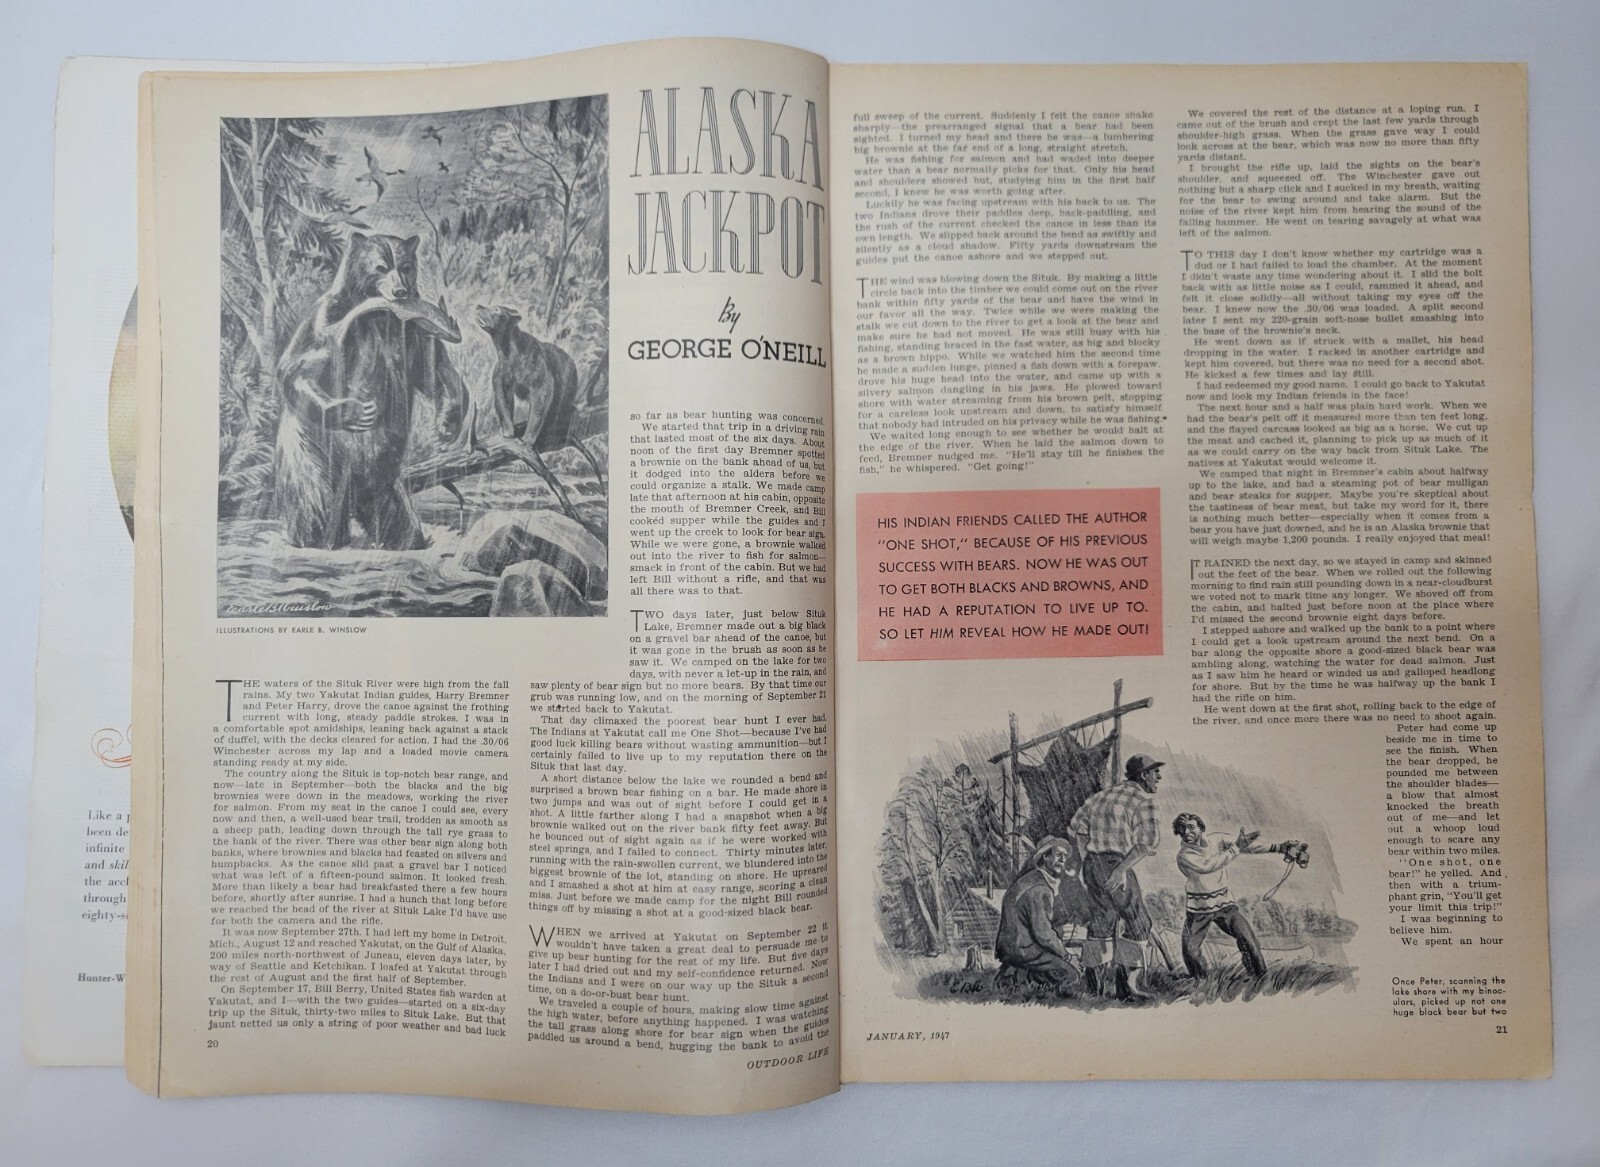 ALASKA
JACKPOT
By
GEORGE O'NEILL
Earle B Winslow
ILLUSTRATIONS BY EARLE B. WINSLOW
THE waters of the Situk River were high from the fall
rains. My two Yakutat Indian guides, Harry Bremner
and Peter Harry, drove the canoe against the frothing
current with long, steady paddle strokes. I was in
a comfortable spot amidships, leaning back against a stack
of duffel, with the decks cleared for action. I had the .30/06
Winchester across my lap and a loaded movie camera
standing ready at my side.
The country along the Situk is top-notch bear range, and
now—late in September—both the blacks and the big
brownies were down in the meadows, working the river
for salmon. From my seat in the canoe I could see, every
now and then, a well-used bear trail, trodden as smooth as
a sheep path, leading down through the tall rye grass to
the bank of the river. There was other bear sign along both
banks, where brownies and blacks had feasted on silvers and
humpbacks. As the canoe slid past a gravel bar I noticed
what was left of a fifteen-pound salmon. It looked fresh.
More than likely a bear had breakfasted there a few hours
before, shortly after sunrise. I had a hunch that long before
we reached the head of the river at Situk Lake I'd have use
for both the camera and the rifle.
It was now September 27th. I had left my home in Detroit,
Mich., August 12 and reached Yakutat, on the Gulf of Alaska,
200 miles north-northwest of Juneau, eleven days later, by
way of Seattle and Ketchikan. I loafed at Yakutat through
the rest of August and the first half of September.
On September 17, Bill Berry, United States fish warden at
Yakutat, and I—with the two guides—started on a six-day
trip up the Situk, thirty-two miles to Situk Lake. But that
jaunt netted us only a string of poor weather and bad luck
20
so far as bear hunting was concerned.
We started that trip in a driving rain
that lasted most of the six days. About
noon of the first day Bremner spotted
a brownie on the bank ahead of us, but
it dodged into the alders before we
could organize a stalk. We made camp
late that afternoon at his cabin, opposite
the mouth of Bremner Creek, and Bill
cooked supper while the guides and I
went up the creek to look for bear sign.
While we were gone, a brownie walked
out into the river to fish for salmon—
smack in front of the cabin. But we had
left Bill without a rifle, and that was
all there was to that.
TWO days later, just below Situk
Lake, Bremner made out a big black
on a gravel bar ahead of the canoe, but
it was gone in the brush as soon as he
saw it. We camped on the lake for two
days, with never a let-up in the rain, and
saw plenty of bear sign but no more bears. By that time our
grub was running low, and on the morning of September 21
we started back to Yakutat.
That day climaxed the poorest bear hunt I ever had.
The Indians at Yakutat call me One Shot—because I've had
good luck killing bears without wasting ammunition—but I
certainly failed to live up to my reputation there on the
Situk that last day.
A short distance below the lake we rounded a bend and
surprised a brown bear fishing on a bar. He made shore in
two jumps and was out of sight before I could get in a
shot. A little farther along I had a snapshot when a big
brownie walked out on the river bank fifty feet away. But
he bounced out of sight again as if he were worked with
steel springs, and I failed to connect. Thirty minutes later,
running with the rain-swollen current, we blundered into the
biggest brownie of the lot, standing on shore. He upreared
and I smashed a shot at him at easy range, scoring a clean
miss. Just before we made camp for the night Bill rounded
things off by missing a shot at a good-sized black bear.
WHEN we arrived at Yakutat on September 22 it
wouldn't have taken a great deal to persuade me to
give up bear hunting for the rest of my life. But five days
later I had dried out and my self-confidence returned. Now
the Indians and I were on our way up the Situk a second
time, on a do-or-bust bear hunt.
We traveled a couple of hours, making slow time against
the high water, before anything happened. I was watching
the tall grass along shore for bear sign when the guides
paddled us around a bend, hugging the bank to avoid the
OUTDOOR LIFE
full sweep of the current. Suddenly I felt the canoe shake
sharply—the prearranged signal that a bear had been
sighted. I turned my head and there he was—a lumbering
big brownie at the far end of a long, straight stretch.
He was fishing for salmon and had waded into deeper
water than a bear normally picks for that. Only his head
and shoulders showed but, studying him in the first half
second, I knew he was worth going after.
Luckily he was facing upstream with his back to us. The
two Indians drove their paddles deep, back-paddling, and
the rush of the current checked the canoe in less than its
own length. We slipped back around the bend as swiftly and
silently as a cloud shadow. Fifty yards downstream the
guides put the canoe ashore and we stepped out.
THE wind was blowing down the Situk. By making a little
circle back into the timber we could come out on the river
bank within fifty yards of the bear and have the wind in
our favor all the way. Twice while we were making the
stalk we cut down to the river to get a look at the bear and
make sure he had not moved. He was still busy with his
fishing, standing braced in the fast water, as big and blocky
as a brown hippo. While we watched him the second time
he made a sudden lunge, pinned a fish down with a forepaw,
drove his huge head into the water, and came up with a
silvery salmon dangling in his jaws. He plowed toward
shore with water streaming from his brown pelt, stopping
for a careless look upstream and down, to satisfy himself
that nobody had intruded on his privacy while he was fishing.
We waited long enough to see whether he would halt at
the edge of the river. When he laid the salmon down to
feed, Bremner nudged me. "He'll stay till he finishes the
fish," he whispered. "Get going!"
HIS INDIAN FRIENDS CALLED THE AUTHOR
"ONE SHOT," BECAUSE OF HIS PREVIOUS
SUCCESS WITH BEARS. NOW HE WAS OUT
TO GET BOTH BLACKS AND BROWNS, AND
HE HAD A REPUTATION TO LIVE UP TO.
SO LET HIM REVEAL HOW HE MADE OUT!
JANUARY, 1947
We covered the rest of the distance at a loping run. I
came out of the brush and crept the last few yards through
shoulder-high grass. When the grass gave way I could
look across at the bear, which was now no more than fifty
yards distant.
I brought the rifle up, laid the sights on the bear's
shoulder, and squeezed off. The Winchester gave out
nothing but a sharp click and I sucked in my breath, waiting
for the bear to swing around and take alarm. But the
noise of the river kept him from hearing the sound of the
falling hammer. He went on tearing savagely at what was
left of the salmon.
TO THIS day I don't know whether my cartridge was a
dud or I had failed to load the chamber. At the moment
I didn't waste any time wondering about it. I slid the bolt
back with as little noise as I could, rammed it ahead, and
felt it close solidly—all without taking my eyes off the
bear. I knew now the .30/06 was loaded. A split second
later I sent my 220-grain soft-nose bullet smashing into
the base of the brownie's neck.
He went down as if struck with a mallet, his head
dropping in the water. I racked in another cartridge and
kept him covered, but there was no need for a second shot.
He kicked a few times and lay still.
I had redeemed my good name. I could go back to Yakutat
now and look my Indian friends in the face!
The next hour and a half was plain hard work. When we
had the bear's pelt off it measured more than ten feet long,
and the flayed carcass looked as big as a horse. We cut up
the meat and cached it, planning to pick up as much of it
as we could carry on the way back from Situk Lake. The
natives at Yakutat would welcome it.
We camped that night in Bremner's cabin about halfway
up to the lake, and had a steaming pot of bear mulligan
and bear steaks for supper. Maybe you're skeptical about
the tastiness of bear meat, but take my word for it, there
is nothing much better—especially when it comes from a
bear you have just downed, and he is an Alaska brownie that
will weigh maybe 1,200 pounds. I really enjoyed that meal!
IT RAINED the next day, so we stayed in camp and skinned
out the feet of the bear. When we rolled out the following
morning to find rain still pounding down in a near-cloudburst
we voted not to mark time any longer. We shoved off from
the cabin, and halted just before noon at the place where
I'd missed the second brownie eight days before.
I stepped ashore and walked up the bank to a point where
I could get a look upstream around the next bend. On a
bar along the opposite shore a good-sized black bear was
ambling along, watching the water for dead salmon. Just
as I saw him he heard or winded us and galloped headlong
for shore. But by the time he was halfway up the bank I
had the rifle on him.
He went down at the first shot, rolling back to the edge of
the river, and once more there was no need to shoot again.
Peter had come up
beside me in time to
see the finish. When
the bear dropped, he
pounded me between
the shoulder blades—
a blow that almost
knocked the breath
out of me—and let
out a whoop loud
enough to scare any
bear within two miles.
"One shot, one
bear!" he yelled. And
then with a trium-
phant grin, "You'll get
your limit this trip!"
I was beginning to
believe him.
We spent an hour
Once Peter, scanning the
lake shore with my binoc-
ulars, picked up not one
huge black bear but two
21
Like a
been de
infinite
and skil
the acc
through
eighty-s
Hunter-W